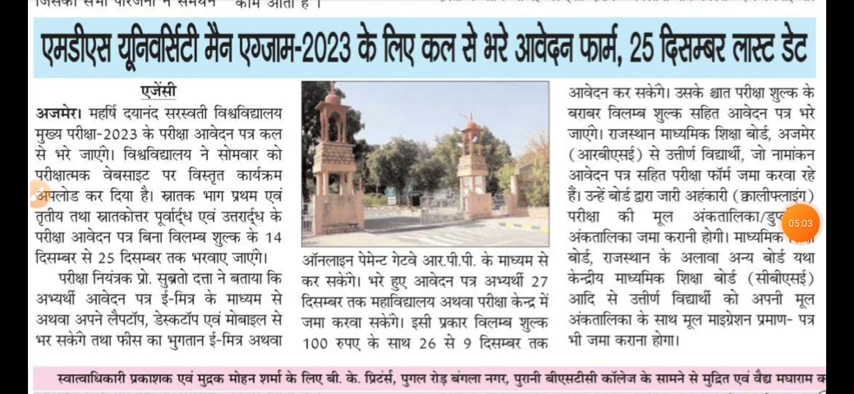 काम आता है।
एमडीएस यूनिवर्सिटी मैन एग्जाम-2023 के लिए कल से भरे आवेदन फार्म, 25 दिसम्बर लास्ट डेट
एजेंसी
अजमेर। महर्षि दयानंद सरस्वती विश्वविद्यालय
मुख्य परीक्षा-2023 के परीक्षा आवेदन पत्र कल
से भरे जाएंगे। विश्वविद्यालय ने सोमवार को
परीक्षात्मक वेबसाइट पर विस्तृत कार्यक्रम
अपलोड कर दिया है। स्नातक भाग प्रथम एवं
तृतीय तथा स्नातकोत्तर पूर्वार्द्ध एवं उत्तरार्द्ध के
परीक्षा आवेदन पत्र बिना विलम्ब शुल्क के 14
दिसम्बर से 25 दिसम्बर तक भरवाए जाएंगे।
परीक्षा नियंत्रक प्रो. सुब्रतो दत्ता ने बताया कि
अभ्यर्थी आवेदन पत्र ई-मित्र के माध्यम से
अथवा अपने लैपटॉप, डेस्कटॉप एवं मोबाइल से
भर सकेंगे तथा फीस का भुगतान ई-मित्र अथवा
ऑनलाइन पेमेन्ट गेटवे आर.पी.पी. के माध्यम से
कर सकेंगे। भरे हुए आवेदन पत्र अभ्यर्थी 27
दिसम्बर तक महाविद्यालय अथवा परीक्षा केन्द्र में
जमा करवा सकेंगे। इसी प्रकार विलम्ब शुल्क
100 रुपए के साथ 26 से 9 दिसम्बर तक
आवेदन कर सकेंगे। उसके श्चात परीक्षा शुल्क के
बराबर विलम्ब शुल्क सहित आवेदन पत्र भरे
जाएंगे। राजस्थान माध्यमिक शिक्षा बोर्ड, अजमेर
(आरबीएसई) से उत्तीर्ण विद्यार्थी, जो नामांकन
आवेदन पत्र सहित परीक्षा फॉर्म जमा करवा रहे
हैं। उन्हें बोर्ड द्वारा जारी अहंकारी (क्रालीफ्लाइंग)
परीक्षा की मूल अंकतालिका/
05:03
अंकतालिका जमा करानी होगी। माध्यमिक
बोर्ड, राजस्थान के अलावा अन्य बोर्ड यथा
केन्द्रीय माध्यमिक शिक्षा बोर्ड (सीबीएसई)
आदि से उत्तीर्ण विद्यार्थी को अपनी मूल
अंकतालिका के साथ मूल माइग्रेशन प्रमाण- पत्र
भी जमा कराना होगा।
स्वात्वाधिकारी प्रकाशक एवं मुद्रक मोहन शर्मा के लिए बी. के. प्रिटंर्स, पुगल रोड़ बंगला नगर, पुरानी बीएसटीसी कॉलेज के सामने से मुद्रित एवं वैद्य मघाराम